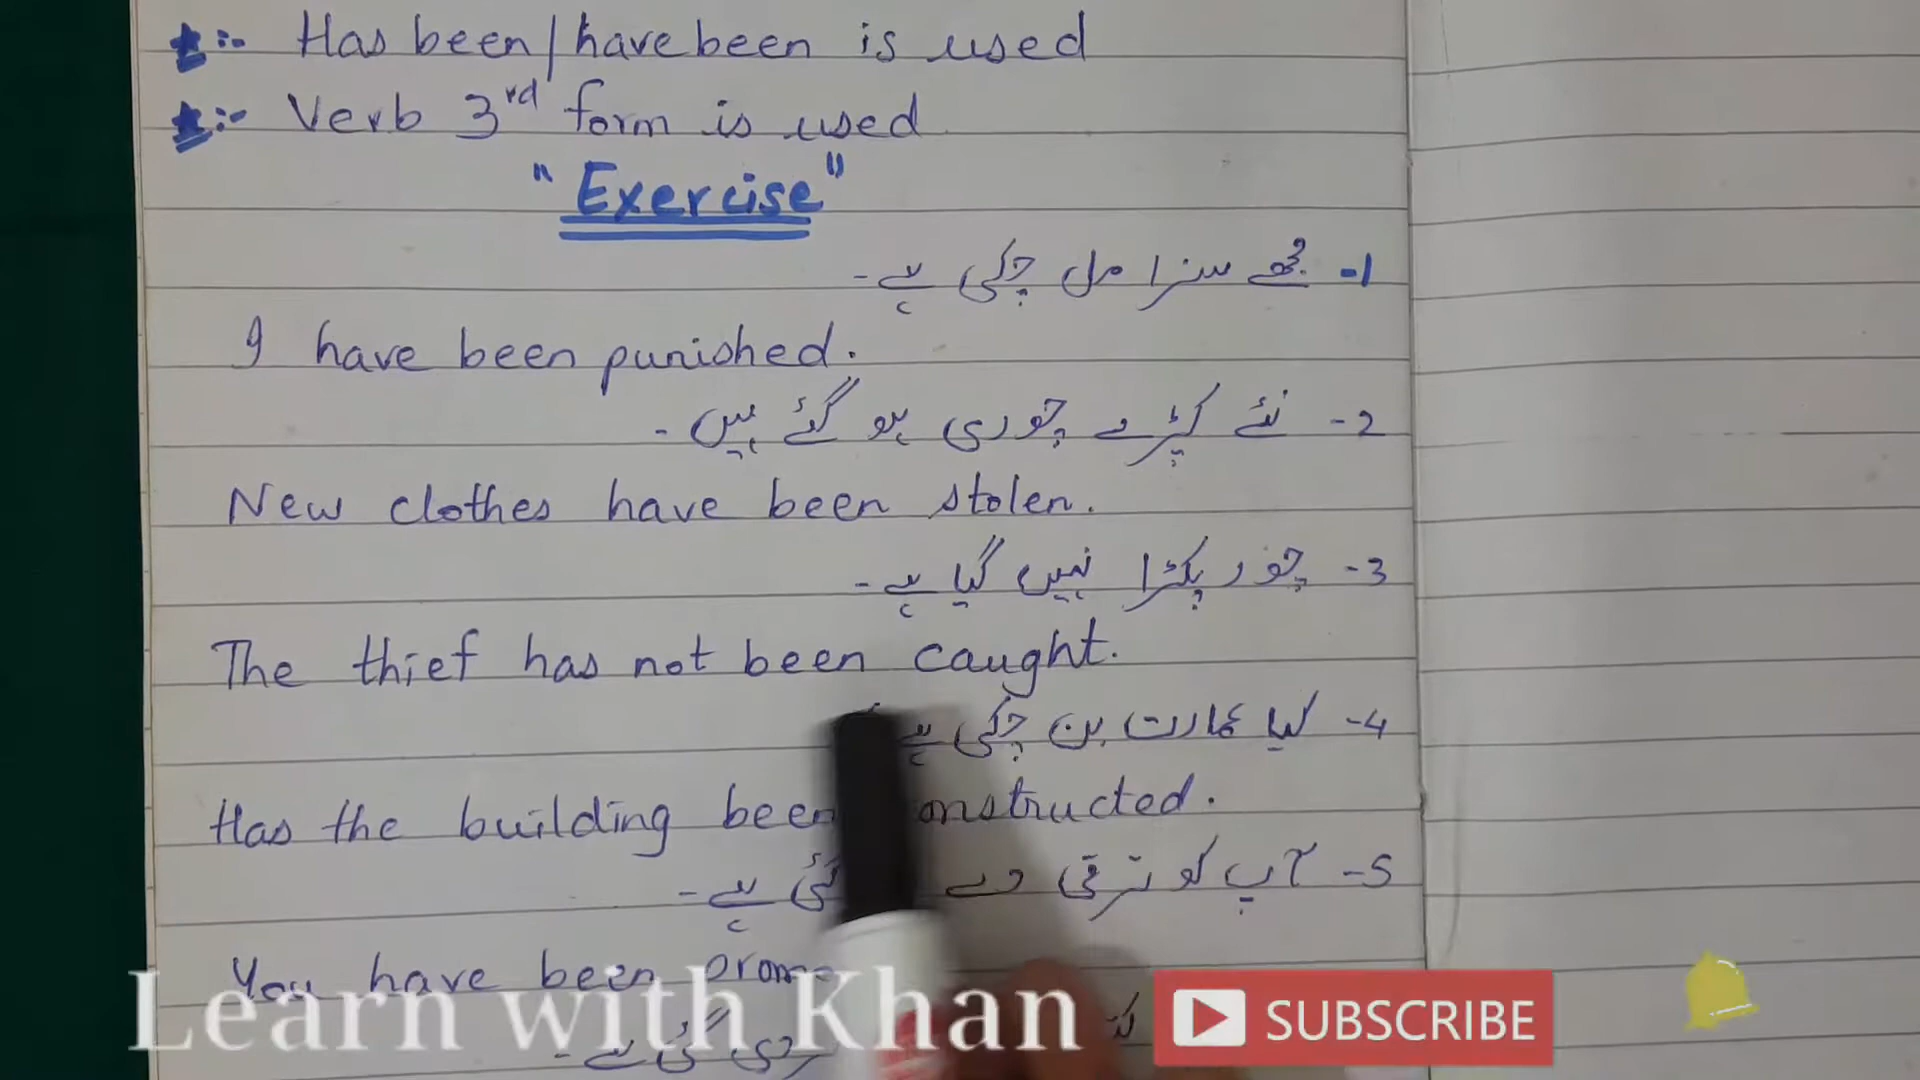 ★:- Has been/have been is used
★:- Verb 3rd form is used
"Exercise"
1- مجھے سزا مل چکی ہے-
I have been punished.
2- نئے کپڑے چوری ہو گئے ہیں-
New clothes have been stolen.
3- چور پکڑا نہیں گیا ہے-
The thief has not been caught.
4- کیا عمارت بن چکی ہے
Has the building been constructed.
5- آپ کو ترقی دے گئی ہے-
You have been
Learn with Khan
SUBSCRIBE